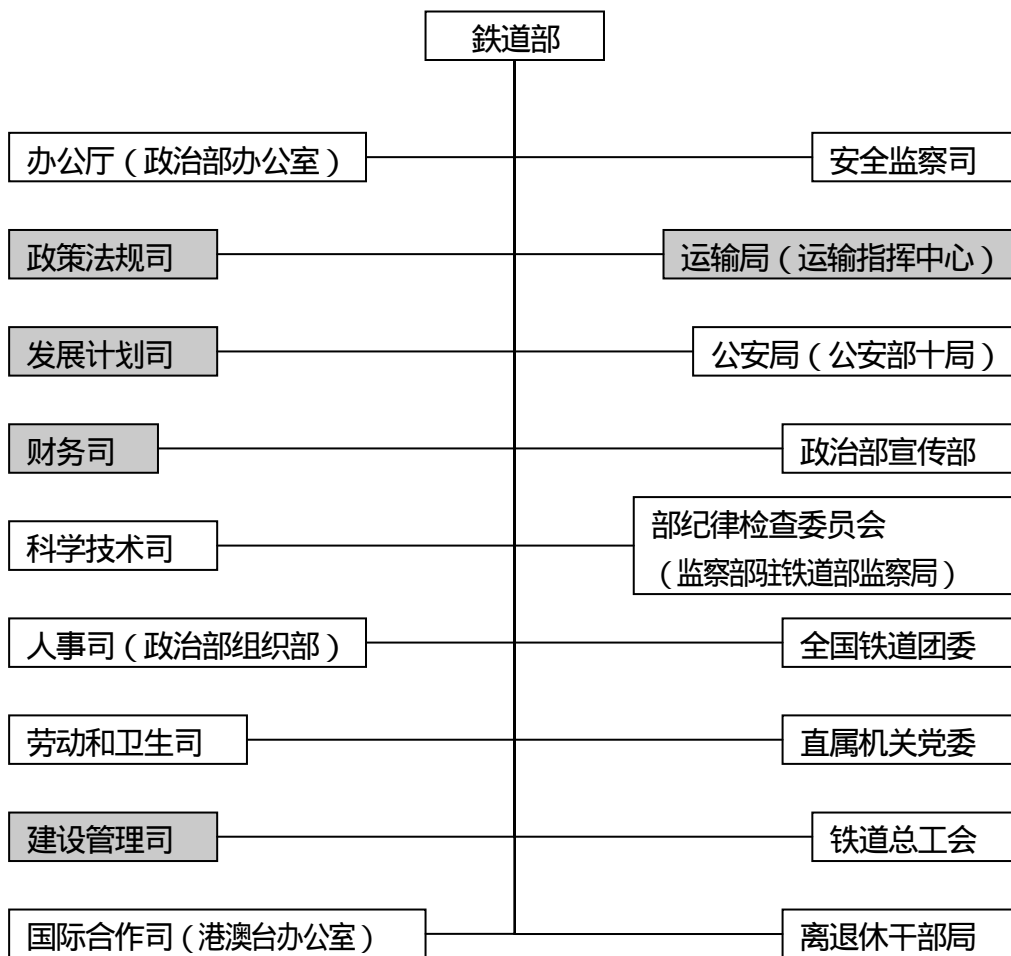 鉄道部
办公厅（政治部办公室）
安全监察司
政策法规司
运输局（运输指挥中心）
发展计划司
公安局（公安部十局）
财务司
政治部宣传部
科学技术司
部纪律检查委员会
（监察部驻铁道部监察局）
人事司（政治部组织部）
全国铁道团委
劳动和卫生司
直属机关党委
建设管理司
铁道总工会
国际合作司（港澳台办公室）
离退休干部局